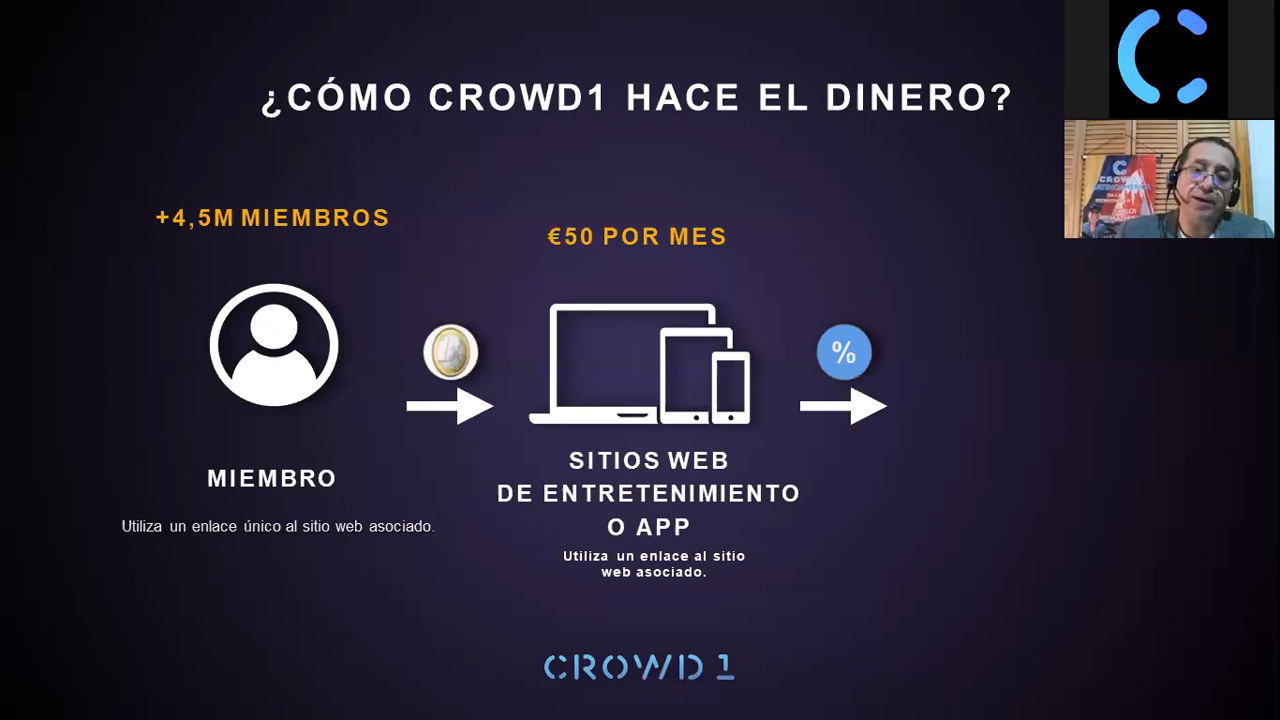 ¿CÓMO CROWD1 HACE EL DINERO?
+4,5M MIEMBROS
€50 POR MES
%
MIEMBRO
Utiliza un enlace único al sitio web asociado.
SITIOS WEB
DE ENTRETENIMIENTO
O APP
Utiliza un enlace al sitio
web asociado.
CROWD1
CROWD1